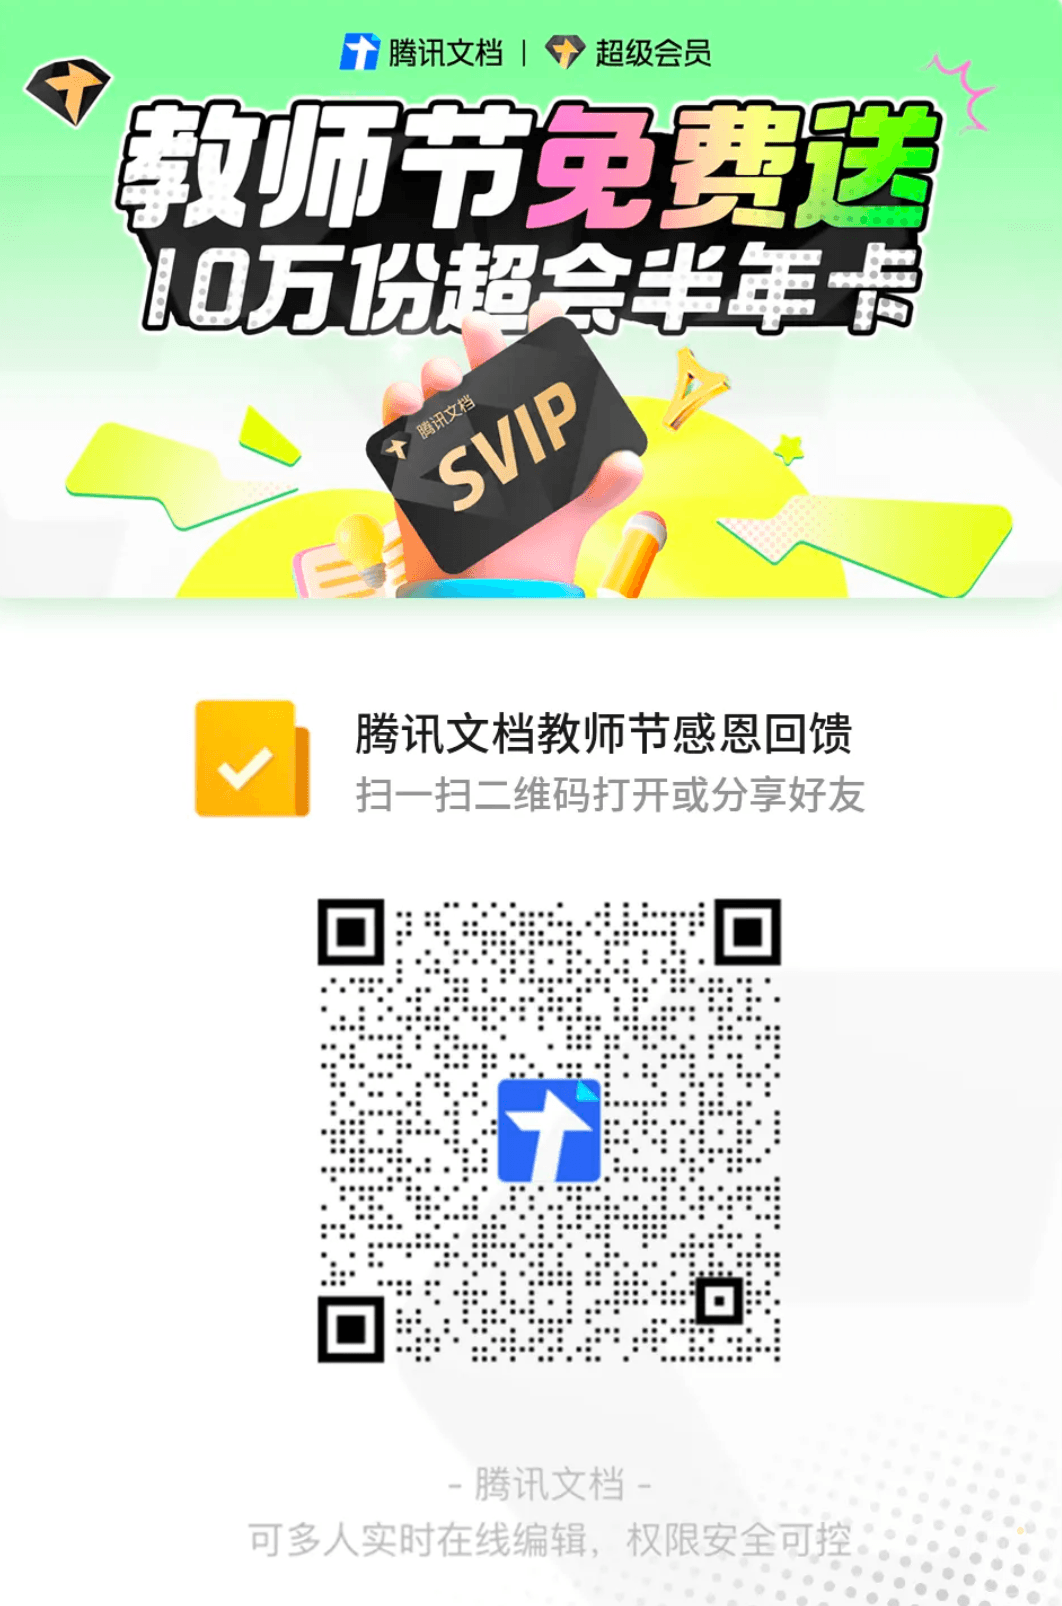 腾讯文档 | 超级会员
教师节免费送
10万份超会半年卡
腾讯文档
SVIP
腾讯文档教师节感恩回馈
扫一扫二维码打开或分享好友
- 腾讯文档 -
可多人实时在线编辑，权限安全可控